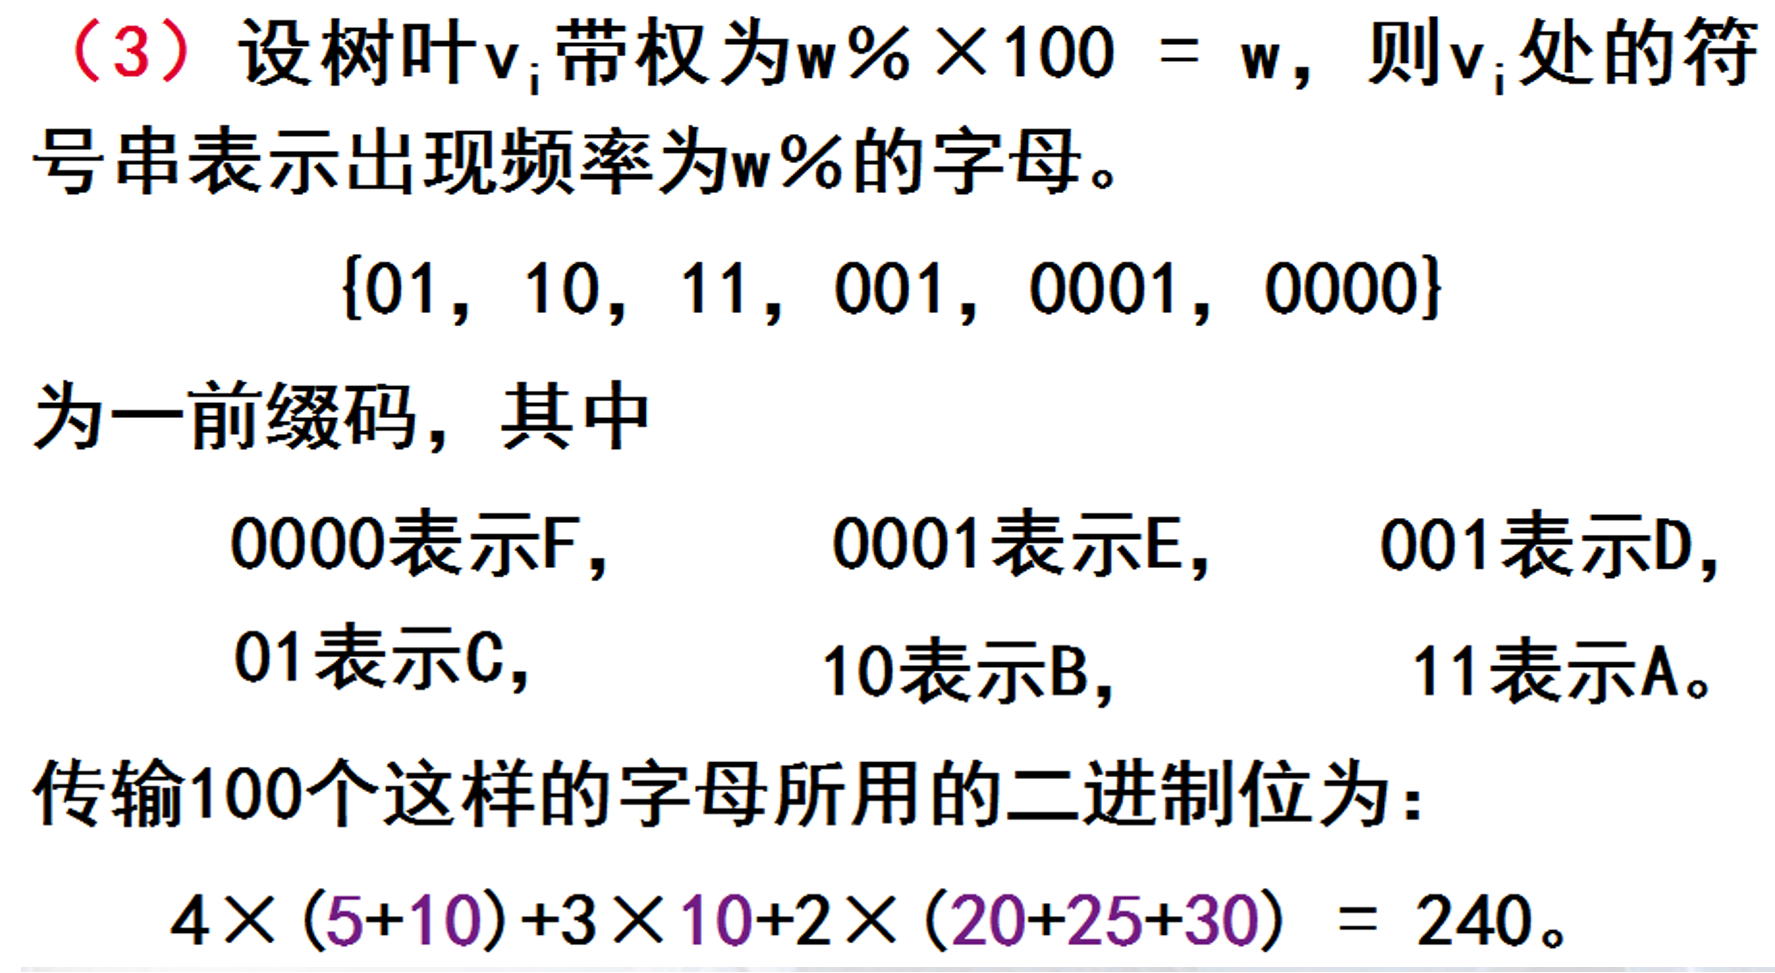 （3）设树叶vi带权为w%×100 = w，则vi处的符
号串表示出现频率为w%的字母。
{01，10，11，001，0001，0000}
为一前缀码，其中
0000表示F， 0001表示E， 001表示D，
01表示C， 10表示B， 11表示A。
传输100个这样的字母所用的二进制位为：
4×(5+10)+3×10+2×(20+25+30) = 240。